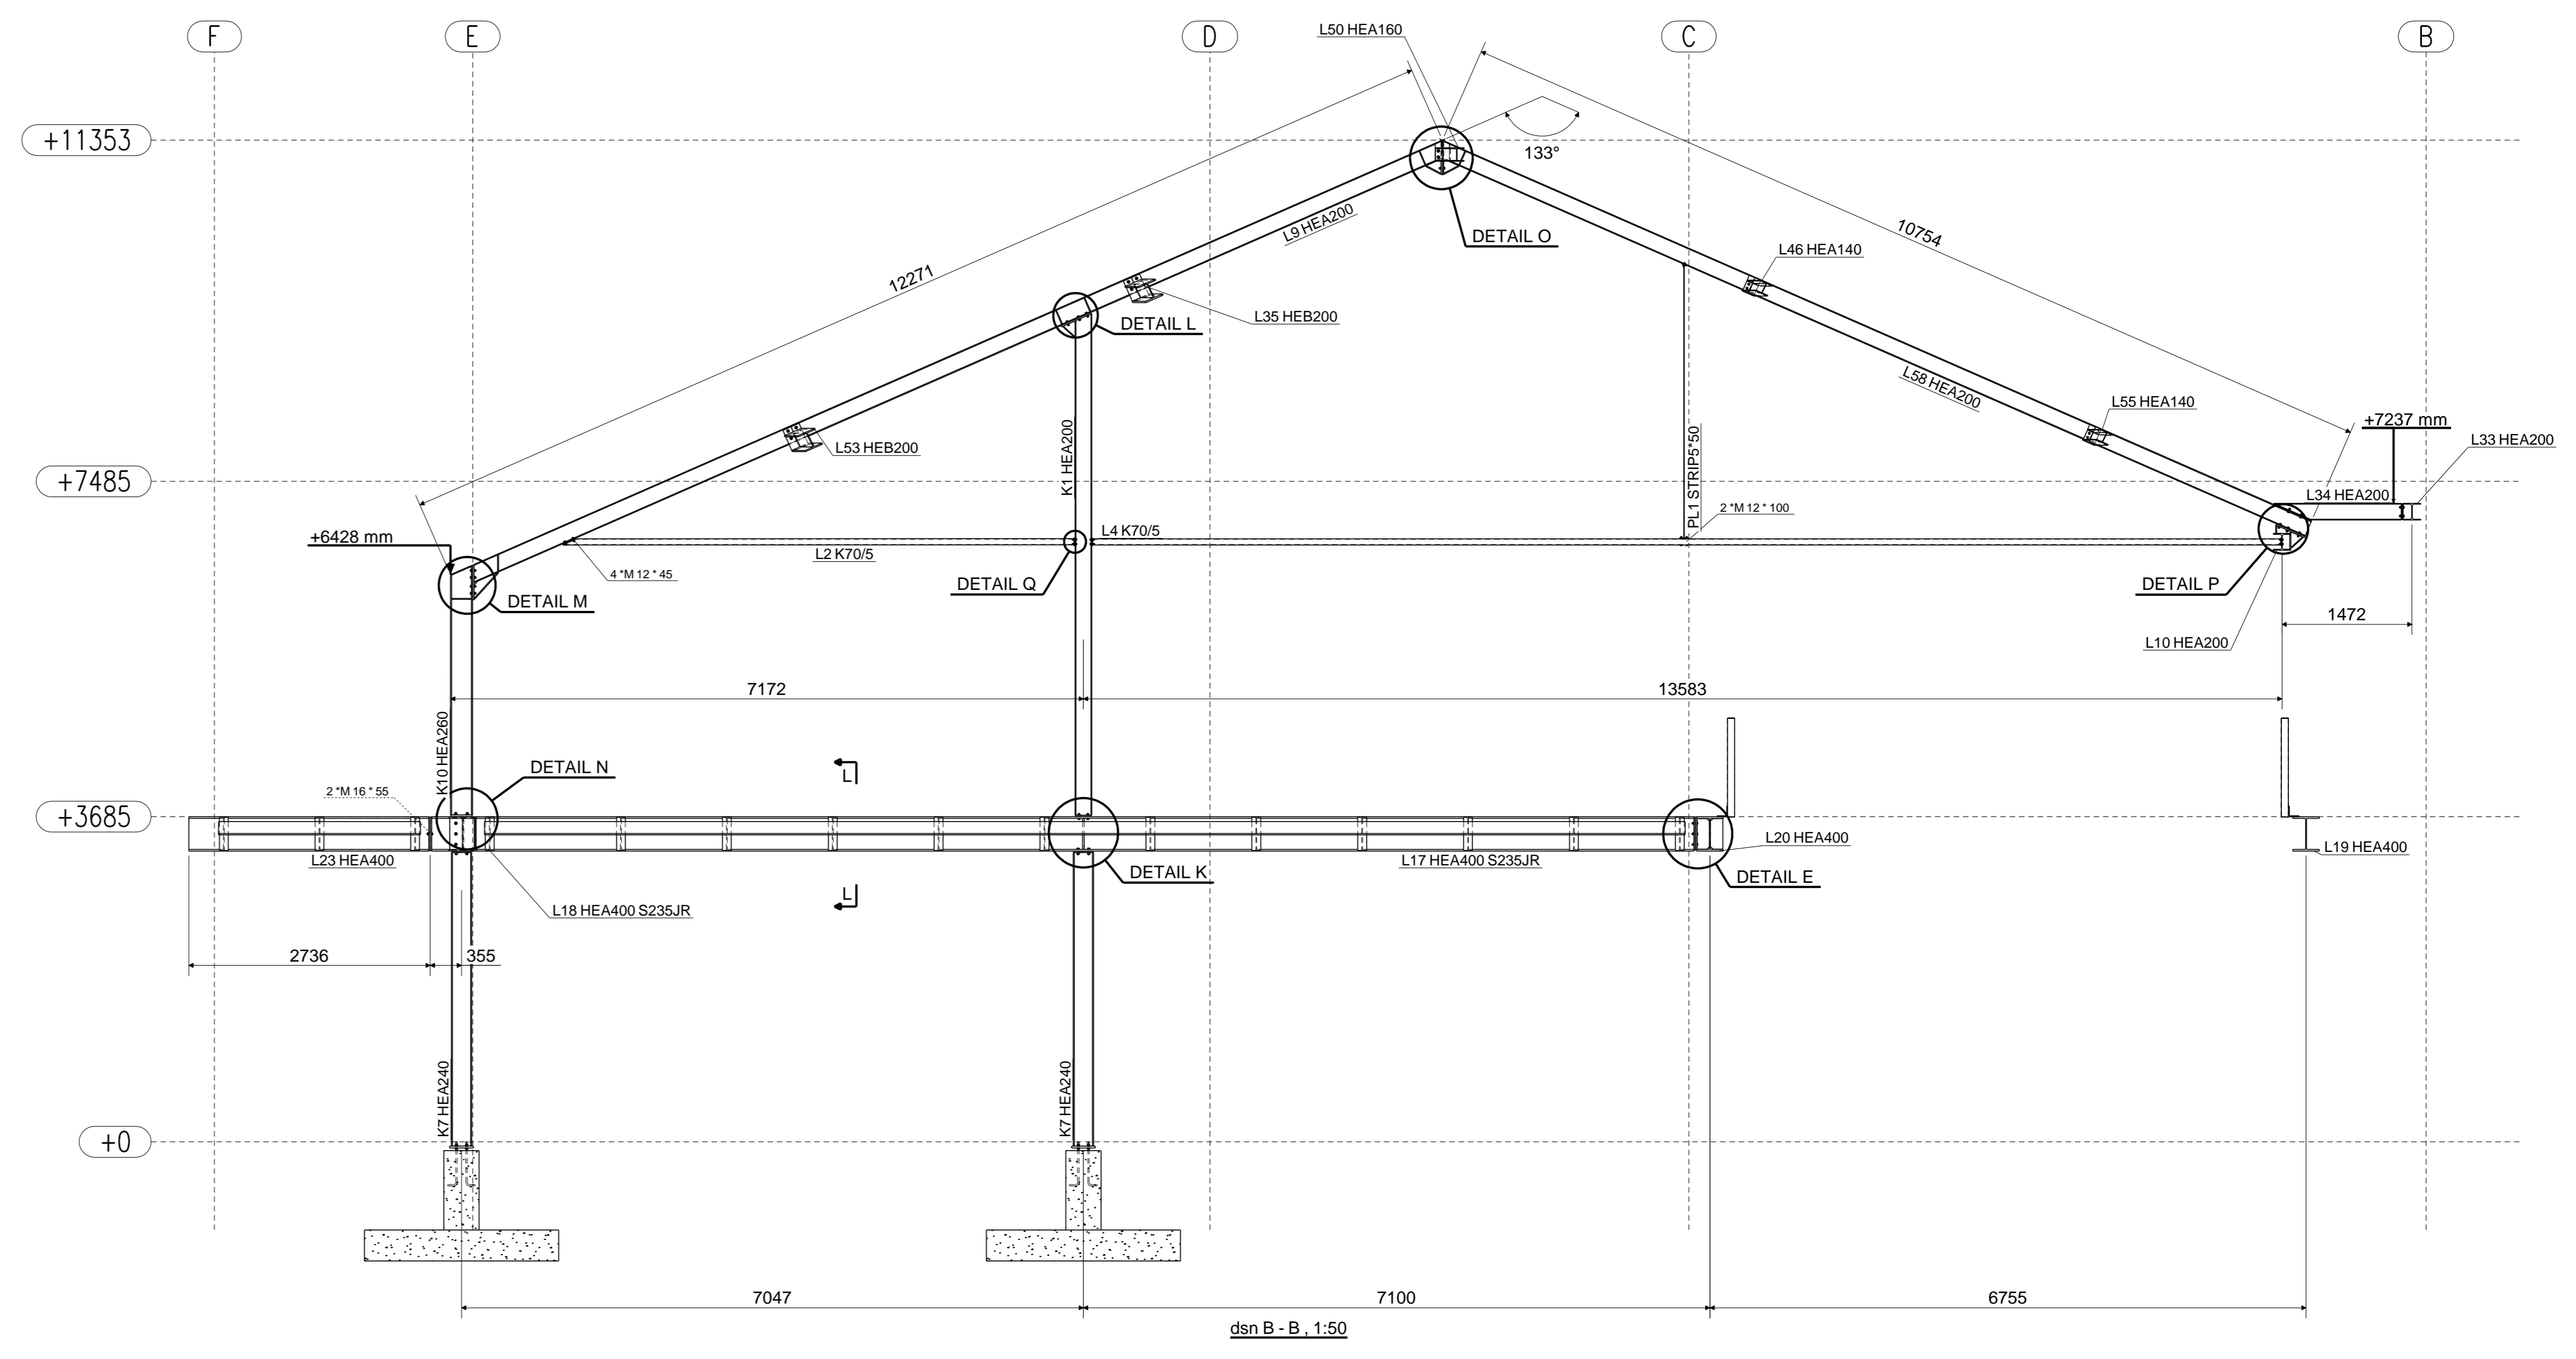 F
E
D
C
B
L50 HEA160
+11353
133°
L9 HEA200
DETAIL O
10754
L46 HEA140
12271
L35 HEB200
DETAIL L
L58 HEA200
L55 HEA140
+7237 mm
L33 HEA200
L53 HEB200
K1 HEA200
PL1 STRIP5*50
+7485
L34 HEA200
2 *M 12 * 100
+6428 mm
L4 K70/5
L2 K70/5
4 *M 12 * 45
DETAIL Q
DETAIL P
DETAIL M
1472
L10 HEA200
7172
13583
K10 HEA260
DETAIL N
L
2 *M 16 * 55
+3685
L20 HEA400
L19 HEA400
L23 HEA400
L17 HEA400 S235JR
DETAIL K
DETAIL E
L
L18 HEA400 S235JR
2736
355
K7 HEA240
K7 HEA240
+0
7047
7100
6755
dsn B - B , 1:50